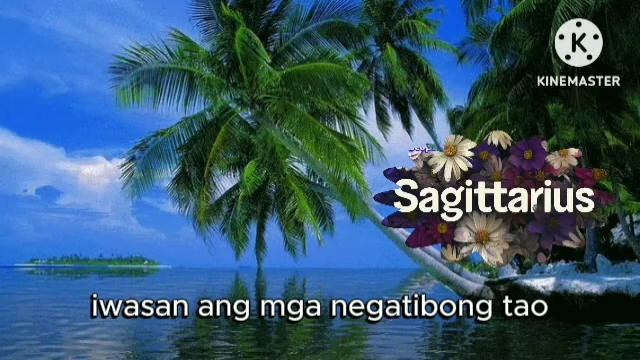 K
KINEMASTER
Sagittarius
iwasan ang mga negatibong tao